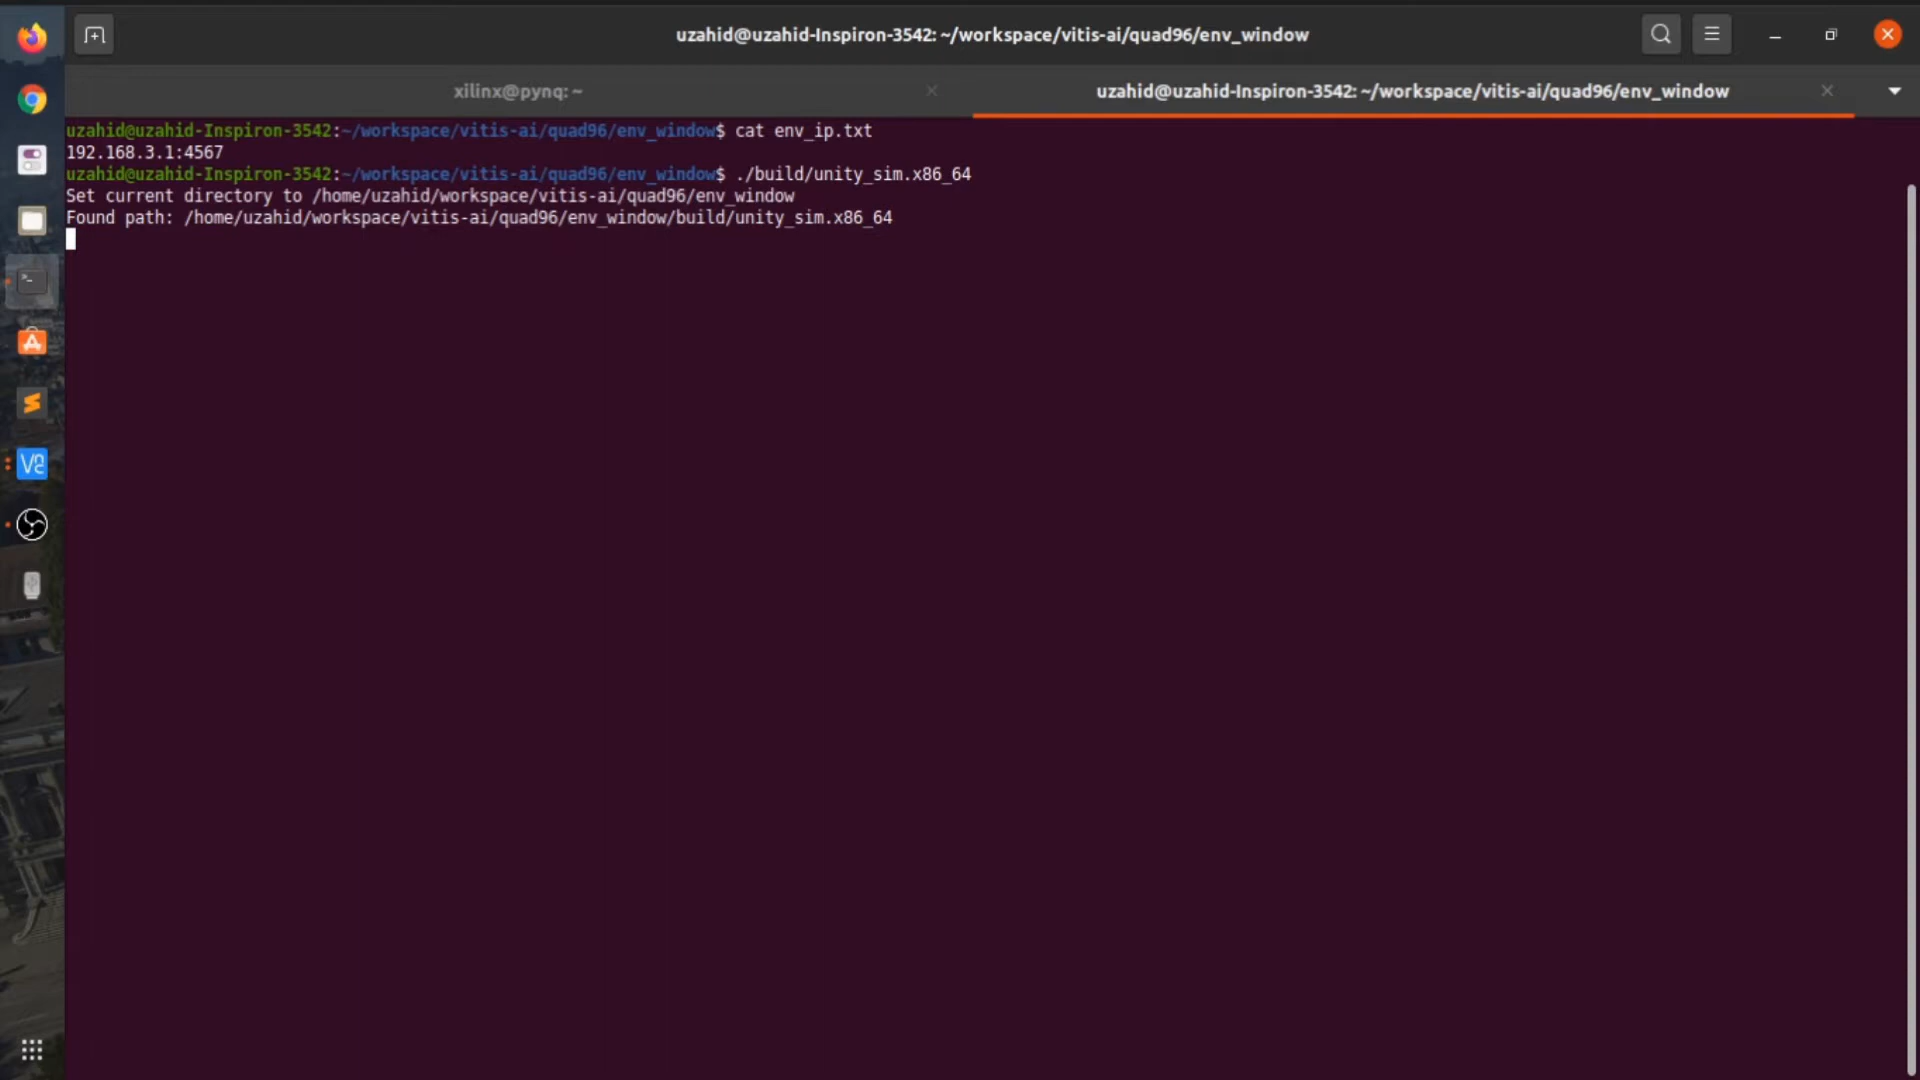 uzahid@uzahid-Inspiron-3542: ~/workspace/vitis-ai/quad96/env_window
xilinx@pynq: ~
uzahid@uzahid-Inspiron-3542: ~/workspace/vitis-ai/quad96/env_window
uzahid@uzahid-Inspiron-3542:~/workspace/vitis-ai/quad96/env_window$ cat env_ip.txt
192.168.3.1:4567
uzahid@uzahid-Inspiron-3542:~/workspace/vitis-ai/quad96/env_window$ ./build/unity_sim.x86_64
Set current directory to /home/uzahid/workspace/vitis-ai/quad96/env_window
Found path: /home/uzahid/workspace/vitis-ai/quad96/env_window/build/unity_sim.x86_64